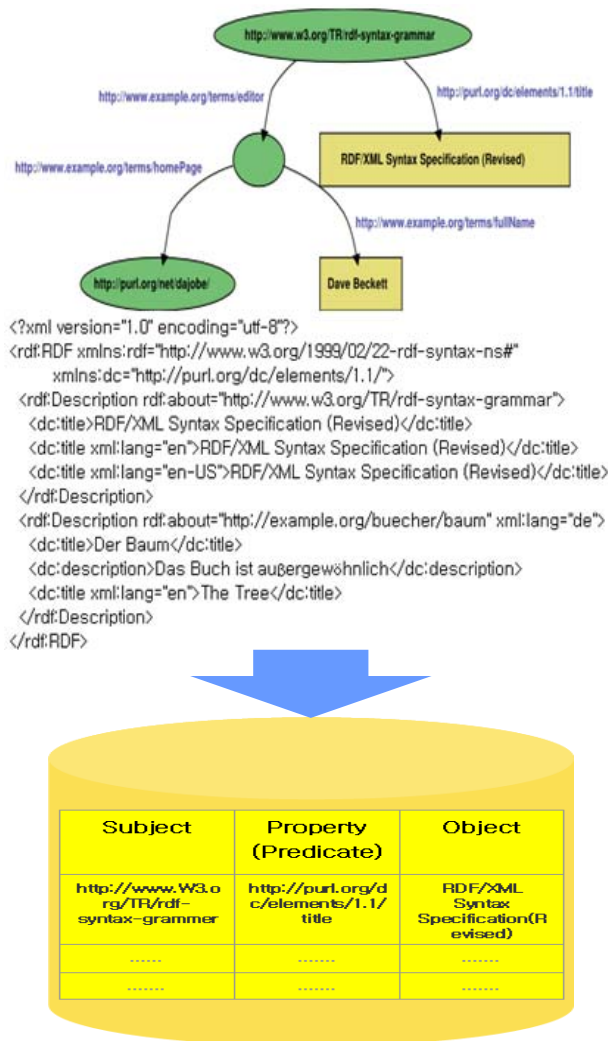 http://www.w3.org/TR/rdf-syntax-grammar
http://www.example.org/terms/editor
http://purl.org/dc/elements/1.1/title
http://www.example.org/terms/homePage
RDF/XML Syntax Specification (Revised)
http://www.example.org/terms/fullName
http://purl.org/net/dajobe/
Dave Beckett
<?xml version="1.0" encoding="utf-8"?>
<rdf:RDF xmlns:rdf="http://www.w3.org/1999/02/22-rdf-syntax-ns#"
xmlns:dc="http://purl.org/dc/elements/1.1/">
<rdf:Description rdf:about="http://www.w3.org/TR/rdf-syntax-grammar">
<dc:title>RDF/XML Syntax Specification (Revised)</dc:title>
<dc:title xml:lang="en">RDF/XML Syntax Specification (Revised)</dc:title>
<dc:title xml:lang="en-US">RDF/XML Syntax Specification (Revised)</dc:title>
</rdf:Description>
<rdf:Description rdf:about="http://example.org/buecher/baum" xml:lang="de">
<dc:title>Der Baum</dc:title>
<dc:description>Das Buch ist außergewöhnlich</dc:description>
<dc:title xml:lang="en">The Tree</dc:title>
</rdf:Description>
</rdf:RDF>
Subject
Property
(Predicate)
Object
http://www.W3.o
rg/TR/rdf-
syntax-grammer
http://purl.org/d
c/elements/1.1/
title
RDF/XML
Syntax
Specification(R
evised)
......
.......
.......
.......
.......
.......